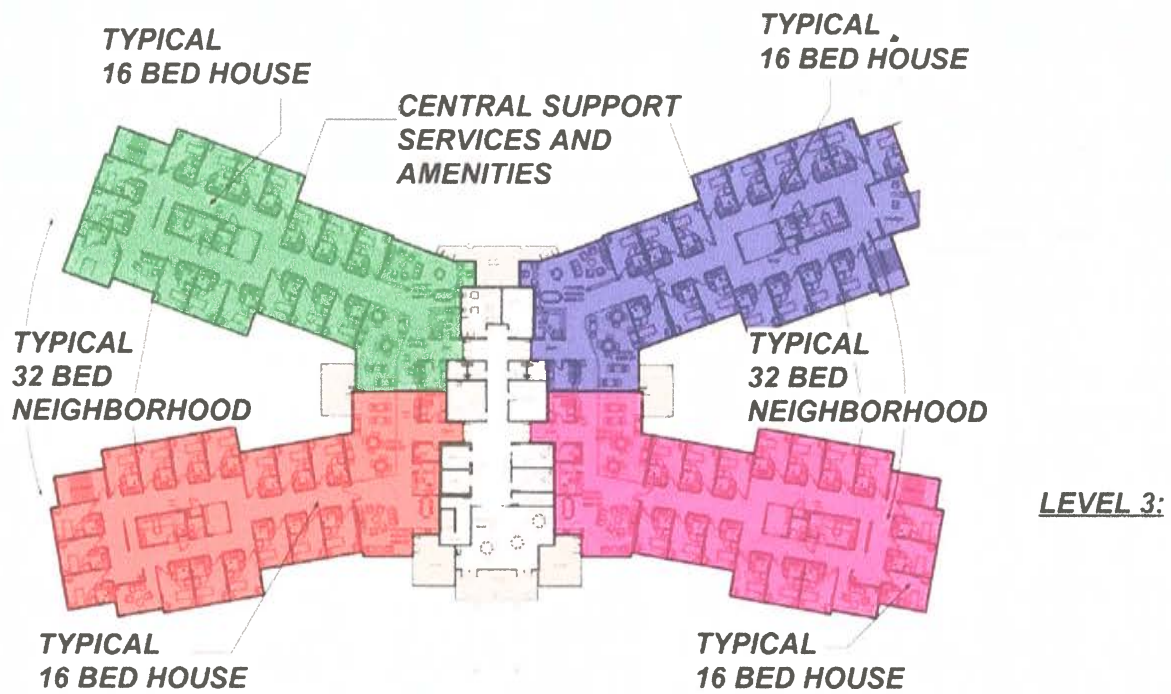 TYPICAL
16 BED HOUSE
TYPICAL
16 BED HOUSE
CENTRAL SUPPORT
SERVICES AND
AMENITIES
TYPICAL
32 BED
NEIGHBORHOOD
TYPICAL
32 BED
NEIGHBORHOOD
LEVEL 3:
TYPICAL
16 BED HOUSE
TYPICAL
16 BED HOUSE